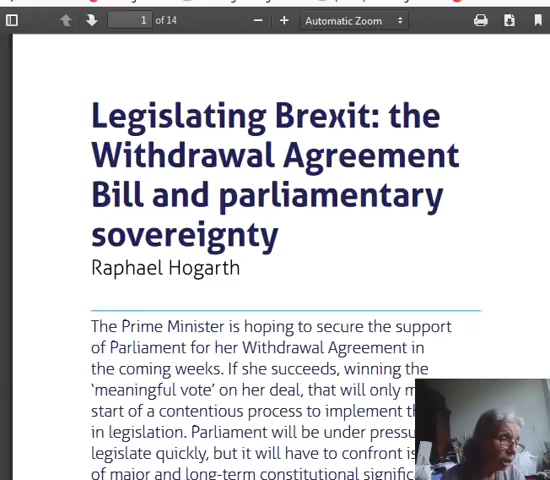 1 of 14
Automatic Zoom
Legislating Brexit: the
Withdrawal Agreement
Bill and parliamentary
sovereignty
Raphael Hogarth
The Prime Minister is hoping to secure the support
of Parliament for her Withdrawal Agreement in
the coming weeks. If she succeeds, winning the
‘meaningful vote’ on her deal, that will only
start of a contentious process to implement
in legislation. Parliament will be under
legislate quickly, but it will have to confront
of major and long-term constitutional